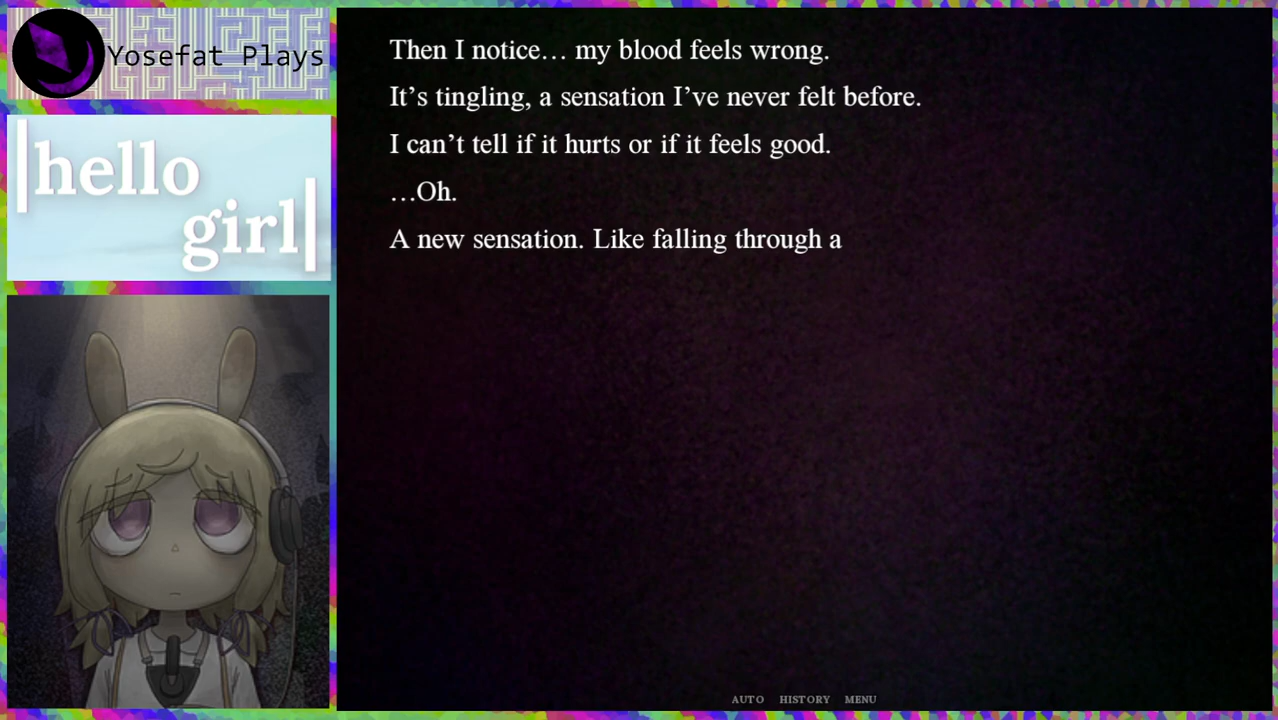 Yosefat Plays
|hello
girl|
Then I notice… my blood feels wrong.
It’s tingling, a sensation I’ve never felt before.
I can’t tell if it hurts or if it feels good.
…Oh.
A new sensation. Like falling through a
AUTO HISTORY MENU